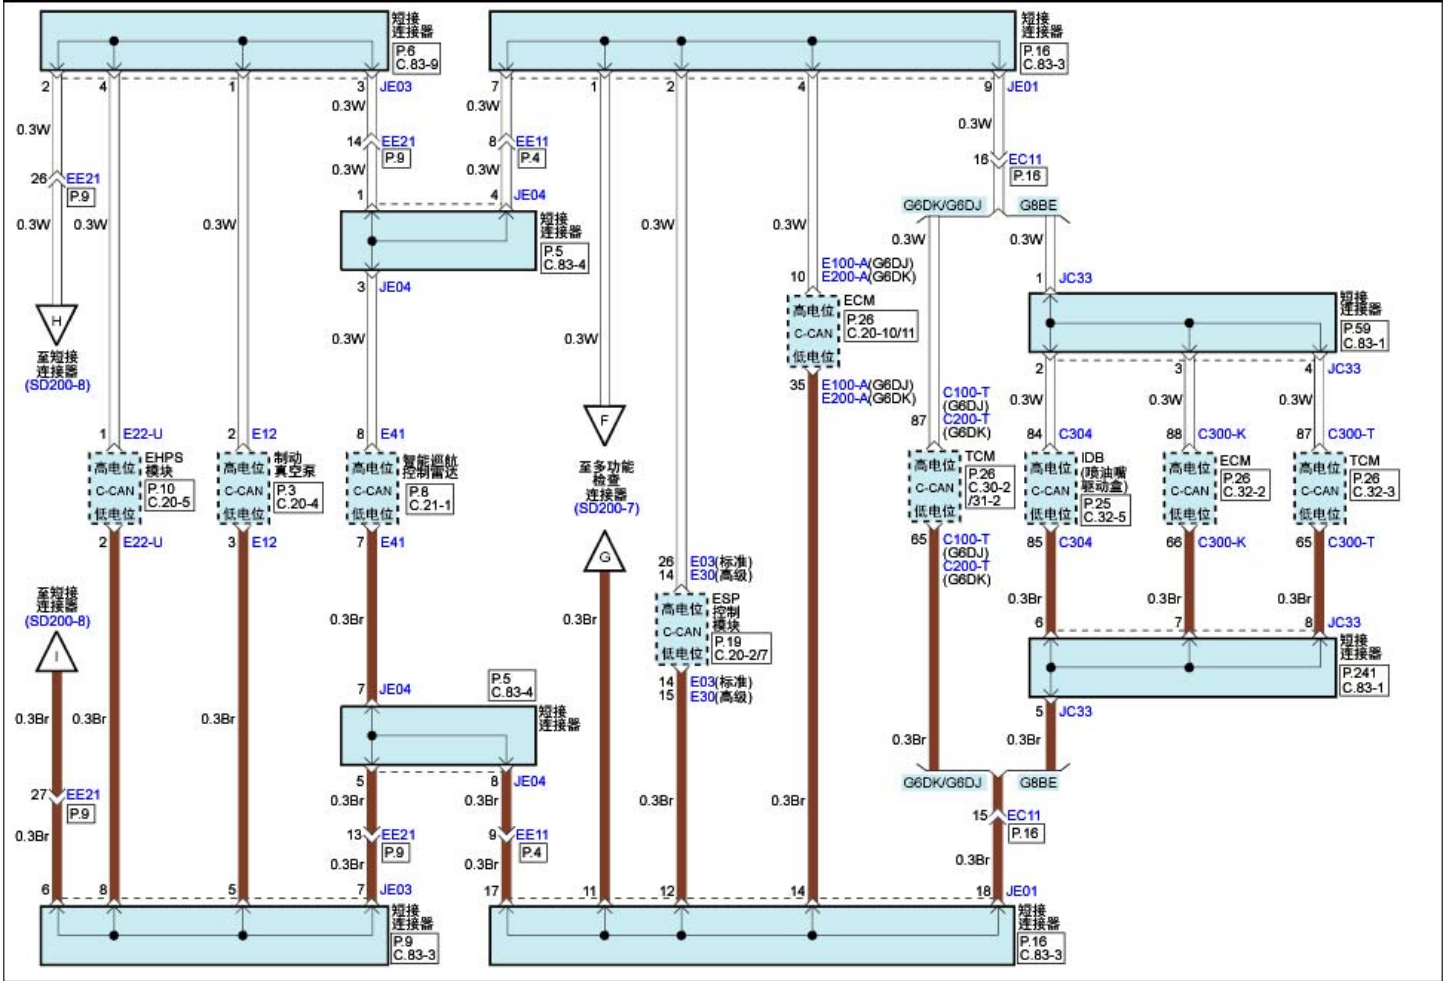 短接
连接器
P.6
C.83-9
短接
连接器
P.16
C.83-3
2
4
1
3
JE03
7
1
2
4
9
JE01
0.3W
0.3W
0.3W
0.3W
14
EE21
P.9
8
EE11
P.4
16
EC11
P.16
26
EE21
P.9
0.3W
0.3W
1
4
JE04
G6DK/G6DJ
G8BE
0.3W
0.3W
0.3W
0.3W
0.3W
0.3W
短接
连接器
P.5
C.83-4
3
JE04
10
E100-A(G6DJ)
E200-A(G6DK)
1
JC33
高电位
C-CAN
低电位
ECM
P.26
C.20-10/11
短接
连接器
P.59
C.83-1
H
至短接
连接器
(SD200-8)
0.3W
0.3W
35
E100-A(G6DJ)
E200-A(G6DK)
2
3
4
JC33
0.3W
0.3W
0.3W
F
至多功能
检查
连接器
(SD200-7)
C100-T
(G6DJ)
87
C200-T
(G6DK)
1
E22-U
2
E12
8
E41
84
C304
88
C300-K
87
C300-T
高电位
C-CAN
低电位
EHPS
模块
P.10
C.20-5
高电位
C-CAN
低电位
制动
真空泵
P.3
C.20-4
高电位
C-CAN
低电位
智能巡航
控制雷达
P.8
C.21-1
高电位
C-CAN
低电位
TCM
P.26
C.30-2
/31-2
高电位
C-CAN
低电位
IDB
(喷油嘴
驱动盒)
P.25
C.32-5
高电位
C-CAN
低电位
ECM
P.26
C.32-2
高电位
C-CAN
低电位
TCM
P.26
C.32-3
2
E22-U
3
E12
7
E41
65
C100-T
(G6DJ)
C200-T
(G6DK)
85
C304
66
C300-K
65
C300-T
G
26
E03(标准)
14
E30(高级)
高电位
C-CAN
低电位
ESP
控制
模块
P.19
C.20-2/7
14
E03(标准)
15
E30(高级)
至短接
连接器
(SD200-8)
I
0.3Br
0.3Br
0.3Br
0.3Br
0.3Br
6
7
8
JC33
短接
连接器
P.241
C.83-1
5
JC33
7
JE04
P.5
C.83-4
短接
连接器
0.3Br
0.3Br
0.3Br
0.3Br
0.3Br
5
8
JE04
G6DK/G6DJ
G8BE
27
EE21
P.9
0.3Br
0.3Br
0.3Br
0.3Br
15
EC11
P.16
13
EE21
P.9
9
EE11
P.4
0.3Br
0.3Br
0.3Br
0.3Br
6
8
5
7
JE03
17
11
12
14
18
JE01
短接
连接器
P.9
C.83-3
短接
连接器
P.16
C.83-3